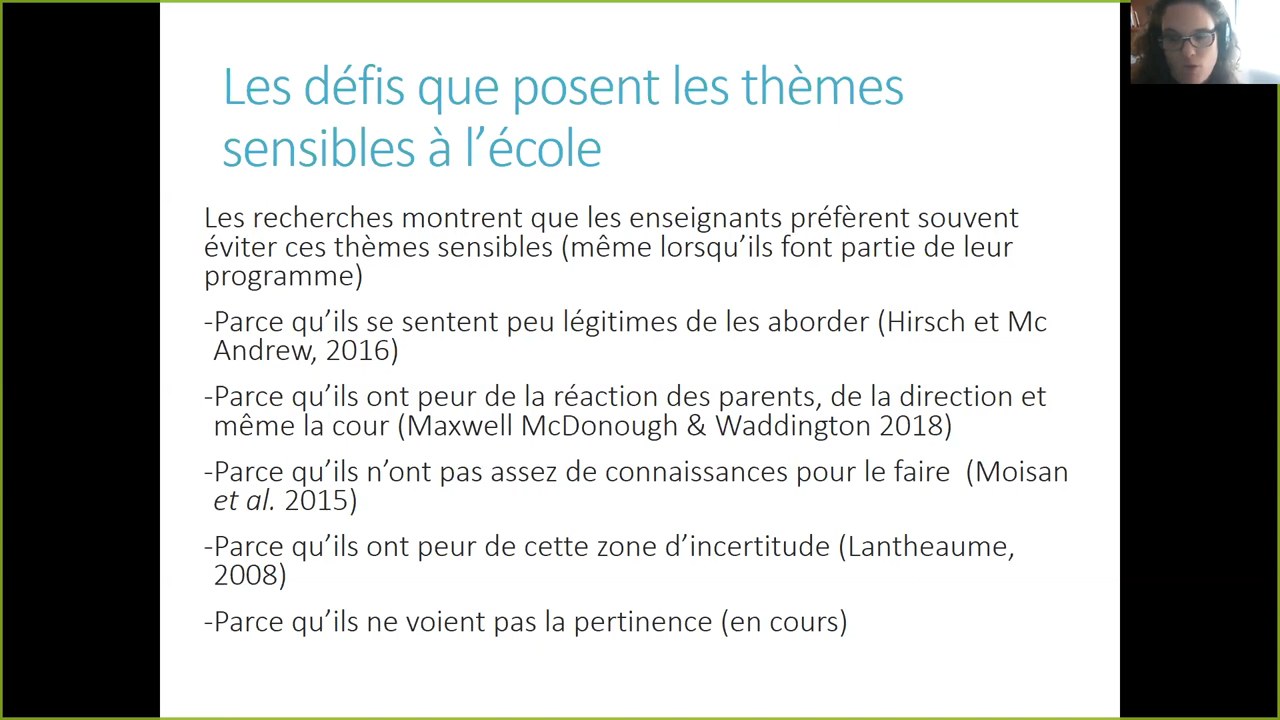 Les défis que posent les thèmes
sensibles à l’école
Les recherches montrent que les enseignants préfèrent souvent
éviter ces thèmes sensibles (même lorsqu’ils font partie de leur
programme)
-Parce qu’ils se sentent peu légitimes de les aborder (Hirsch et Mc
Andrew, 2016)
-Parce qu’ils ont peur de la réaction des parents, de la direction et
même la cour (Maxwell McDonough & Waddington 2018)
-Parce qu’ils n’ont pas assez de connaissances pour le faire  (Moisan
et al. 2015)
-Parce qu’ils ont peur de cette zone d’incertitude (Lantheaume,
2008)
-Parce qu’ils ne voient pas la pertinence (en cours)